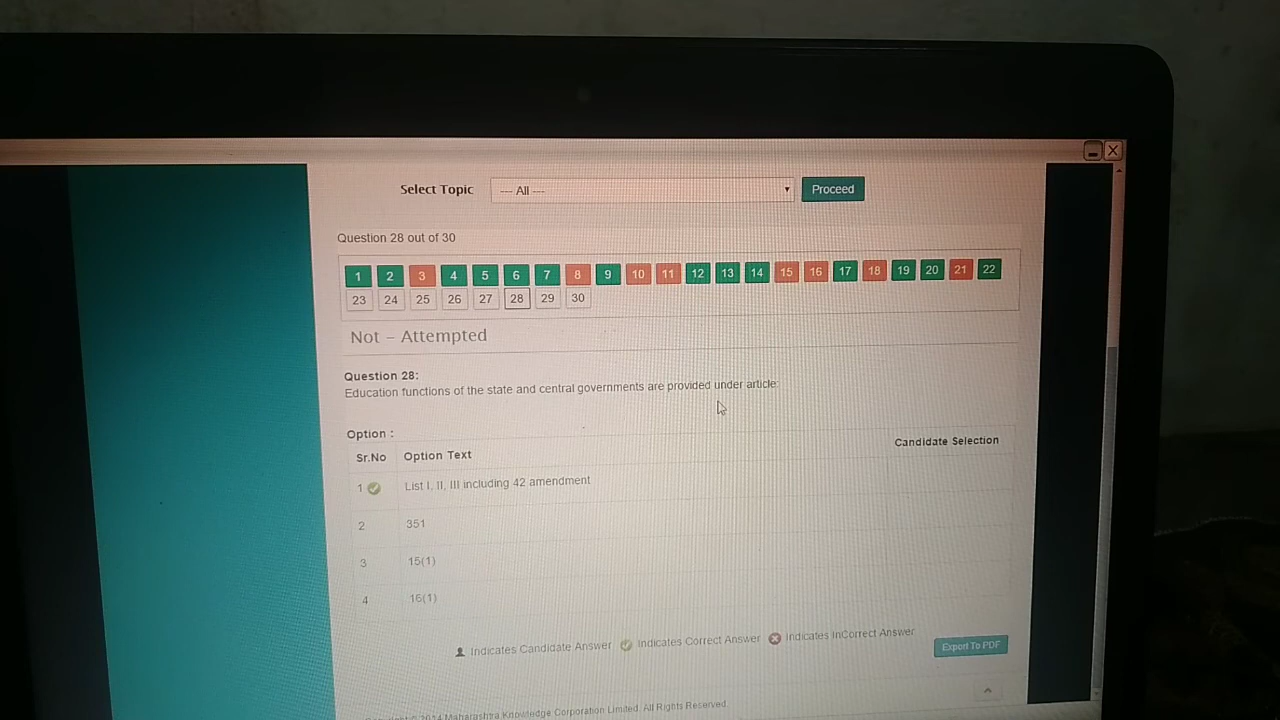 Select Topic ---- All ---- Proceed
Question 28 out of 30
1 2 3 4 5 6 7 8 9 10 11 12 13 14 15 16 17 18 19 20 21 22
23 24 25 26 27 28 29 30
Not – Attempted
Question 28:
Education functions of the state and central governments are provided under article:
Option :
Sr.No Option Text Candidate Selection
1 List I, II, III including 42 amendment
2 351
3 15(1)
4 16(1)
Indicates Candidate Answer Indicates Correct Answer Indicates InCorrect Answer
Export To PDF
2014 Maharashtra Knowledge Corporation Limited. All Rights Reserved.